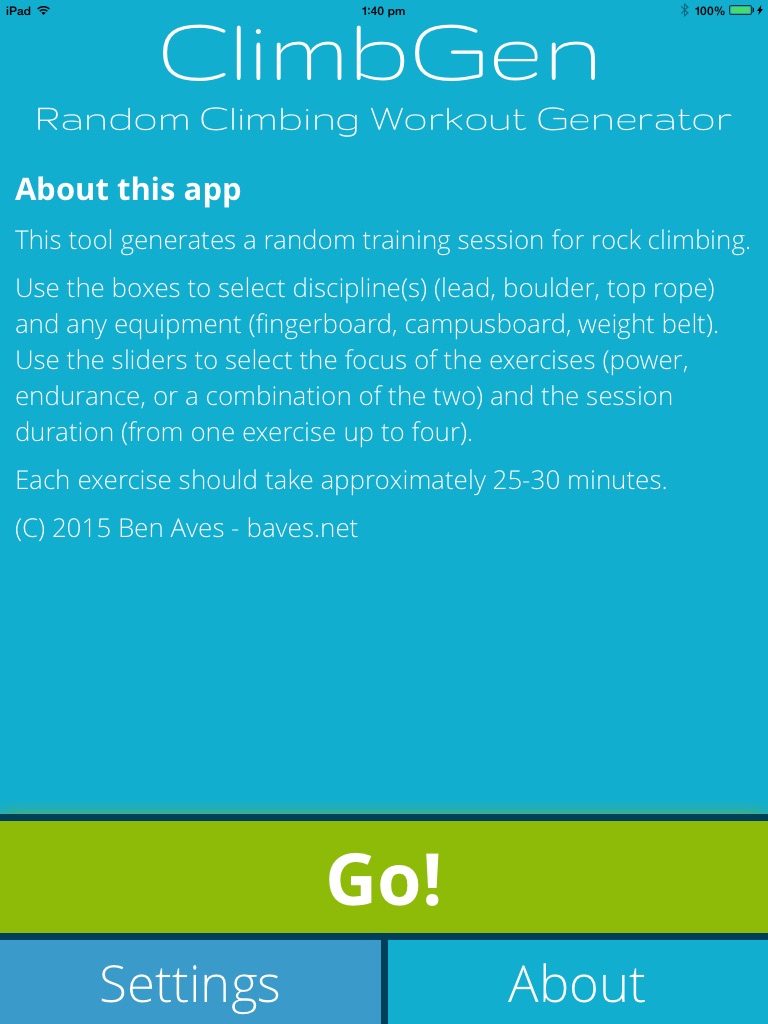 iPad 1:40 pm 100%
ClimbGen
Random Climbing Workout Generator
About this app
This tool generates a random training session for rock climbing.
Use the boxes to select discipline(s) (lead, boulder, top rope)
and any equipment (fingerboard, campusboard, weight belt).
Use the sliders to select the focus of the exercises (power,
endurance, or a combination of the two) and the session
duration (from one exercise up to four).
Each exercise should take approximately 25-30 minutes.
(C) 2015 Ben Aves - baves.net
Go!
Settings About